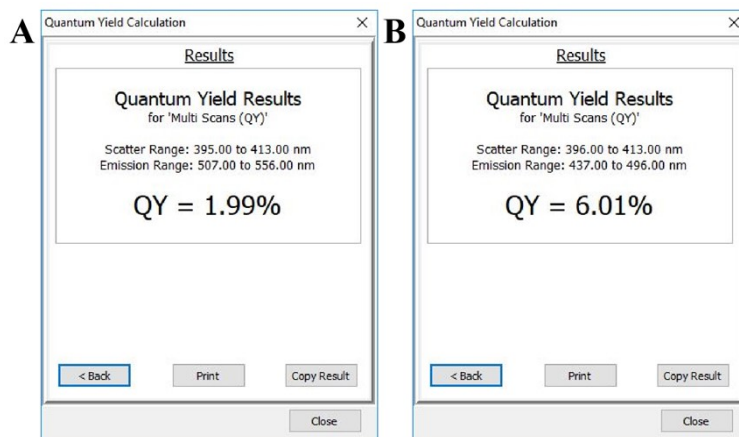 A
Quantum Yield Calculation
Results
Quantum Yield Results
for 'Multi Scans (QY)'
Scatter Range: 395.00 to 413.00 nm
Emission Range: 507.00 to 556.00 nm
QY = 1.99%
< Back Print Copy Result
Close
B
Quantum Yield Calculation
Results
Quantum Yield Results
for 'Multi Scans (QY)'
Scatter Range: 396.00 to 413.00 nm
Emission Range: 437.00 to 496.00 nm
QY = 6.01%
< Back Print Copy Result
Close